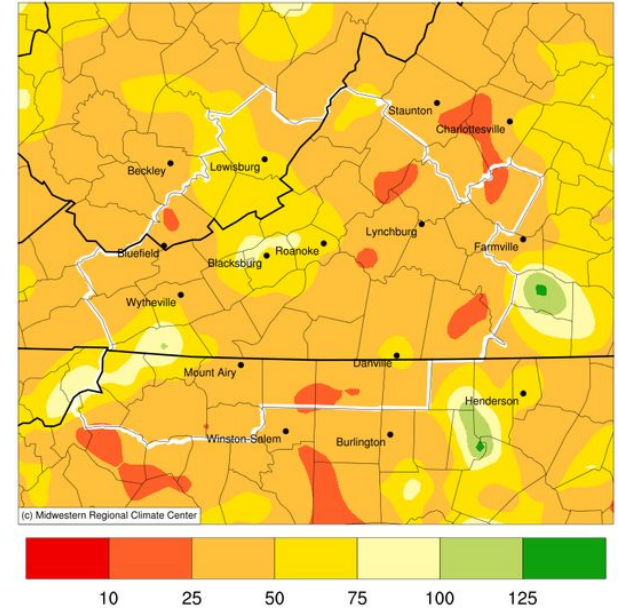 Staunton
Charlottesville
Beckley
Lewisburg
Lynchburg
Bluefield
Roanoke
Farmville
Blacksburg
Wytheville
Danville
Mount Airy
Henderson
Winston-Salem
Burlington
(c) Midwestern Regional Climate Center
10 25 50 75 100 125